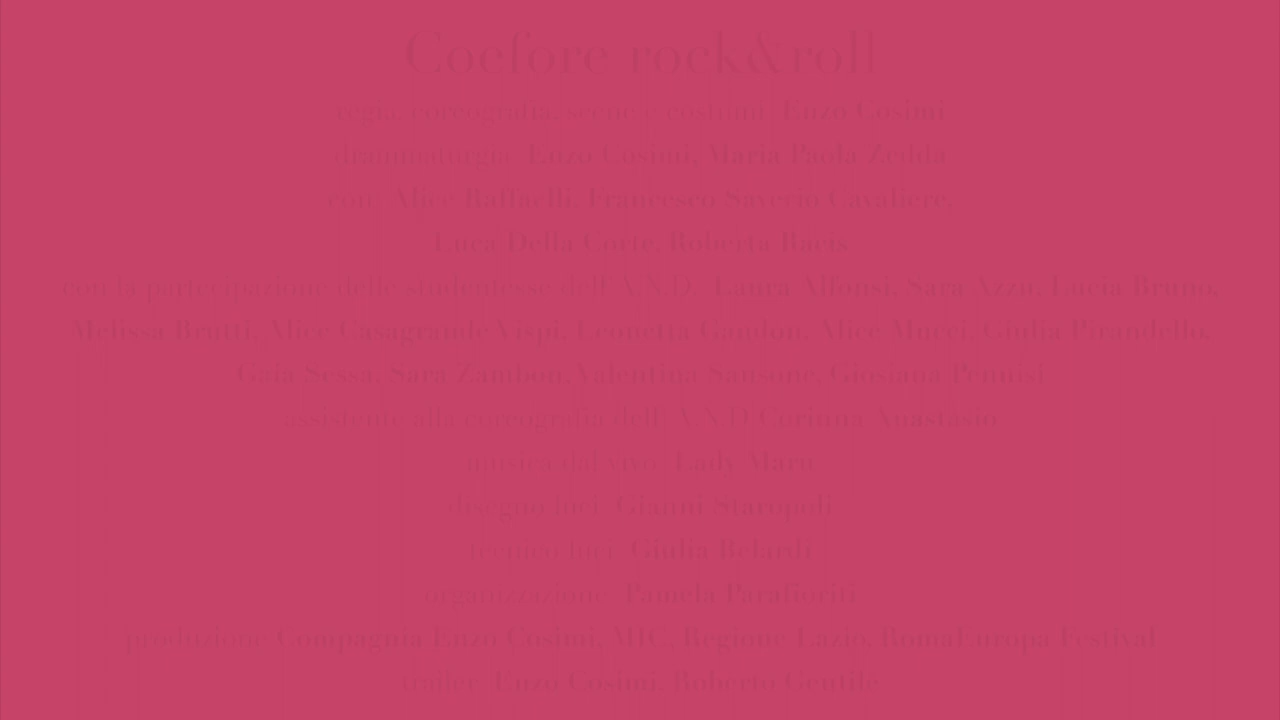 Coefore rock&roll
regia, coreografia, scene e costumi Enzo Cosimi
drammaturgia Enzo Cosimi, Maria Paola Zedda
con: Alice Raffaelli, Francesco Saverio Cavaliere,
Luca Della Corte, Roberta Racis
con la partecipazione delle studentesse dell'A.N.D. Laura Alfonsi, Sara Azzu, Lucia Bruno,
Melissa Brutti, Alice Casagrande Vispi, Leonetta Gandon, Alice Mucci, Giulia Pirandello,
Gaia Sessa, Sara Zambon, Valentina Sansone, Giosiana Pennisi
assistente alla coreografia dell'A.N.D Corinna Anastasio
musica dal vivo Lady Maru
disegno luci Gianni Staropoli
tecnico luci Giulia Belardi
organizzazione Pamela Parafioriti
produzione Compagnia Enzo Cosimi, MIC, Regione Lazio, RomaEuropa Festival
trailer Enzo Cosimi, Roberto Gentile